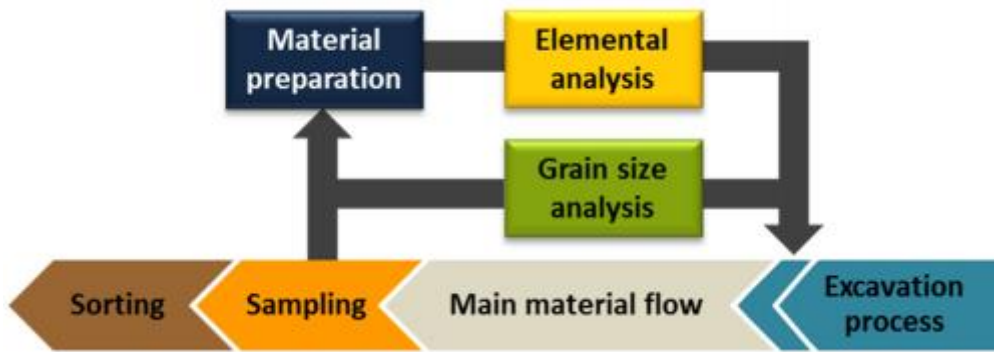 Material
preparation
Elemental
analysis
Grain size
analysis
Sorting
Sampling
Main material flow
Excavation
process